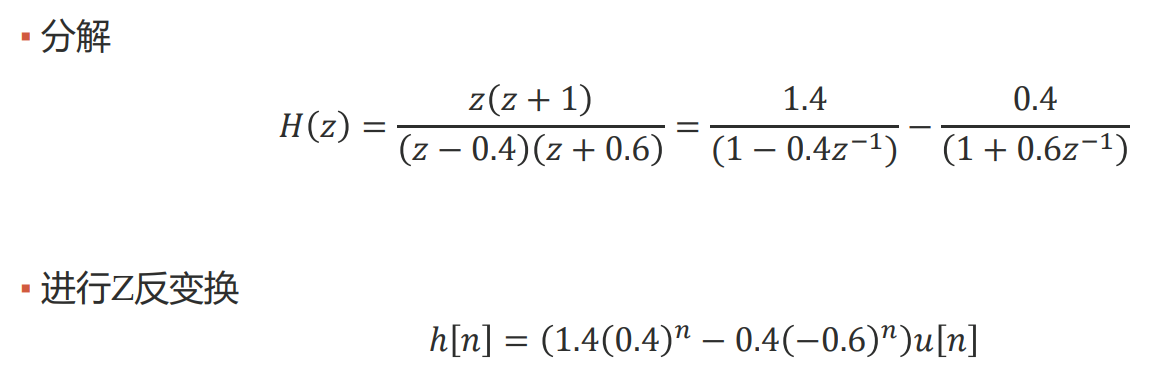 ▪ 分解
H(z) = z(z + 1) / (z − 0.4)(z + 0.6) = 1.4 / (1 − 0.4z⁻¹) − 0.4 / (1 + 0.6z⁻¹)
▪ 进行Z反变换
h[n] = (1.4(0.4)ⁿ − 0.4(−0.6)ⁿ)u[n]